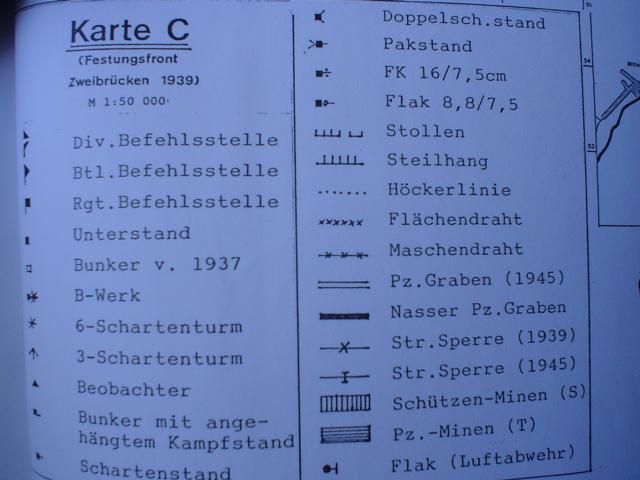 Karte C
(Festungsfront
Zweibrücken 1939)
M 1:50 000
Div.Befehlsstelle
Btl.Befehlsstelle
Rgt.Befehlsstelle
Unterstand
Bunker v. 1937
B-Werk
6-Schartenturm
3-Schartenturm
Beobachter
Bunker mit ange-
hängtem Kampfstand
Schartenstand
Doppelsch.stand
Pakstand
FK 16/7,5cm
Flak 8,8/7,5
Stollen
Steilhang
Höckerlinie
Flächendraht
Maschendraht
Pz.Graben (1945)
Nasser Pz.Graben
Str.Sperre (1939)
Str.Sperre (1945)
Schützen-Minen (S)
Pz.-Minen (T)
Flak (Luftabwehr)